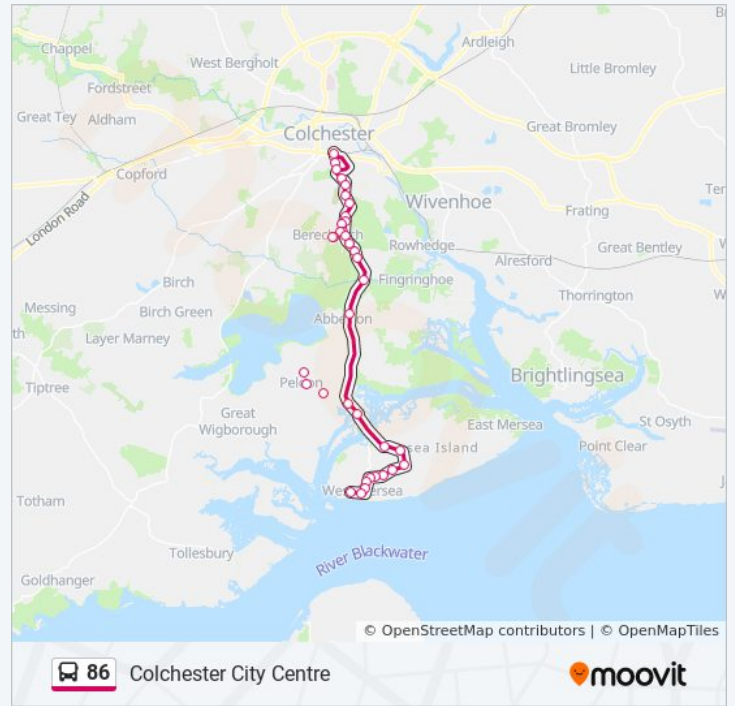 Ardleigh
Chappel
West Bergholt
Little Bromley
Fordstreet
Great Tey
Aldham
Great Bromley
Colchester
Copford
Wivenhoe
London Road
Frating
Rowhedge
Great Bentley
Alresford
Birch
Fingringhoe
Thorrington
Messing
Birch Green
Layer Marney
Tiptree
Brightlingsea
Great
Wigborough
St Osyth
East Mersea
Point Clear
Totham
Tollesbury
River Blackwater
Goldhanger
© OpenStreetMap contributors | © OpenMapTiles
86 Colchester City Centre
moovit